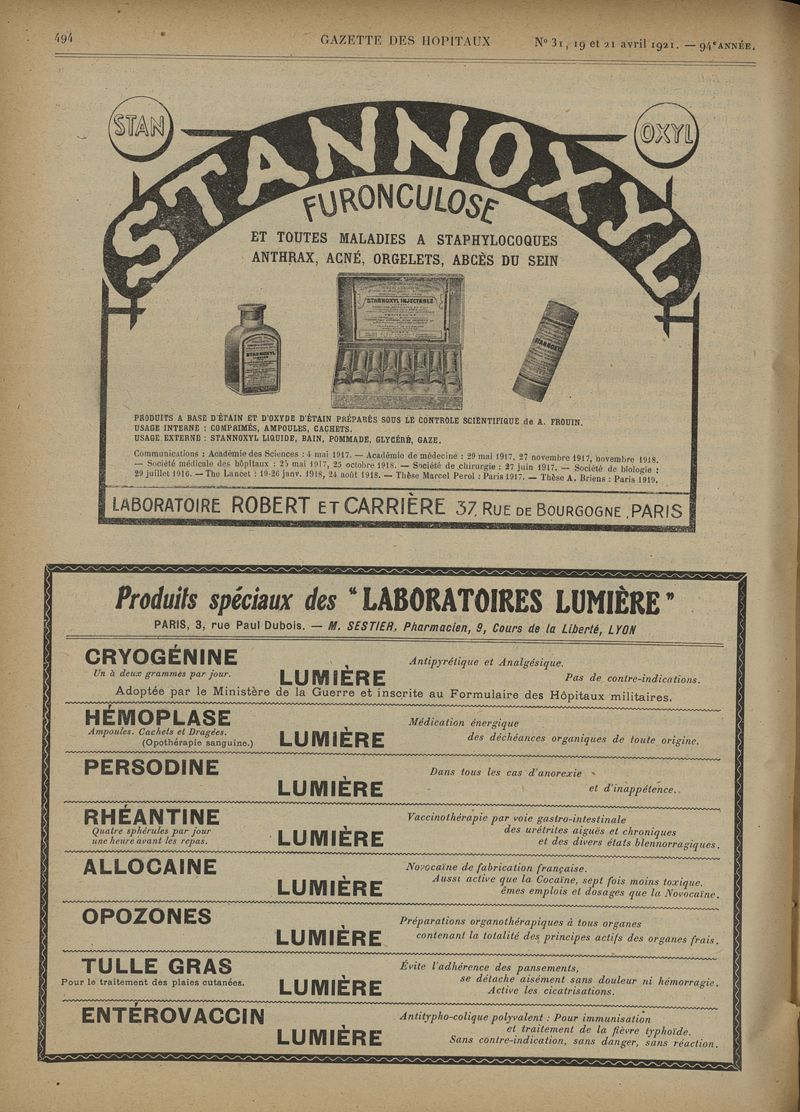 494
GAZETTE DES HOPITAUX
N° 31, 19 et 21 avril 1921. — 94e ANNÉE.
STAN
OXYL
STANNOXYL
FURONCULOSE
ET TOUTES MALADIES A STAPHYLOCOQUES
ANTHRAX, ACNÉ, ORGELETS, ABCÈS DU SEIN
STANNOXYL INJECTABLE
STANNOXYL
STANNOXYL
PRODUITS A BASE D'ÉTAIN ET D'OXYDE D'ÉTAIN PRÉPARÉS SOUS LE CONTROLE SCIENTIFIQUE de A. FROUIN.
USAGE INTERNE : COMPRIMÉS, AMPOULES, CACHETS.
USAGE EXTERNE : STANNOXYL LIQUIDE, BAIN, POMMADE, GLYCÉRÉ, GAZE.
Communications : Académie des Sciences : 4 mai 1917. — Académie de médecine : 29 mai 1917, 27 novembre 1917, novembre 1918.
— Société médicale des hôpitaux : 25 mai 1917, 25 octobre 1918. — Société de chirurgie : 27 juin 1917. — Société de biologie :
29 juillet 1916. — The Lancet : 19-26 janv. 1918, 24 août 1918. — Thèse Marcel Perol : Paris 1917. — Thèse A. Briens : Paris 1919.
LABORATOIRE ROBERT ET CARRIÈRE 37, RUE DE BOURGOGNE, PARIS
Produits spéciaux des "LABORATOIRES LUMIÈRE"
PARIS, 3, rue Paul Dubois. — M. SESTIER, Pharmacien, 9, Cours de la Liberté, LYON
CRYOGÉNINE
Un à deux grammes par jour.
LUMIÈRE
Antipyrétique et Analgésique.
Pas de contre-indications.
Adoptée par le Ministère de la Guerre et inscrite au Formulaire des Hôpitaux militaires.
HÉMOPLASE
Ampoules. Cachets et Dragées.
(Opothérapie sanguine.)
LUMIÈRE
Médication énergique
des déchéances organiques de toute origine.
PERSODINE
LUMIÈRE
Dans tous les cas d'anorexie
et d'inappétence..
RHÉANTINE
Quatre sphérules par jour
une heure avant les repas.
LUMIÈRE
Vaccinothérapie par voie gastro-intestinale
des urétrites aiguës et chroniques
et des divers états blennorragiques.
ALLOCAINE
LUMIÈRE
Novocaïne de fabrication française.
Aussi active que la Cocaïne, sept fois moins toxique.
êmes emplois et dosages que la Novocaïne.
OPOZONES
LUMIÈRE
Préparations organothérapiques à tous organes
contenant la totalité des principes actifs des organes frais.
TULLE GRAS
Pour le traitement des plaies cutanées.
LUMIÈRE
Évite l'adhérence des pansements,
se détache aisément sans douleur ni hémorragie.
Active les cicatrisations.
ENTÉROVACCIN
LUMIÈRE
Antitypho-colique polyvalent : Pour immunisation
et traitement de la fièvre typhoïde.
Sans contre-indication, sans danger, sans réaction.